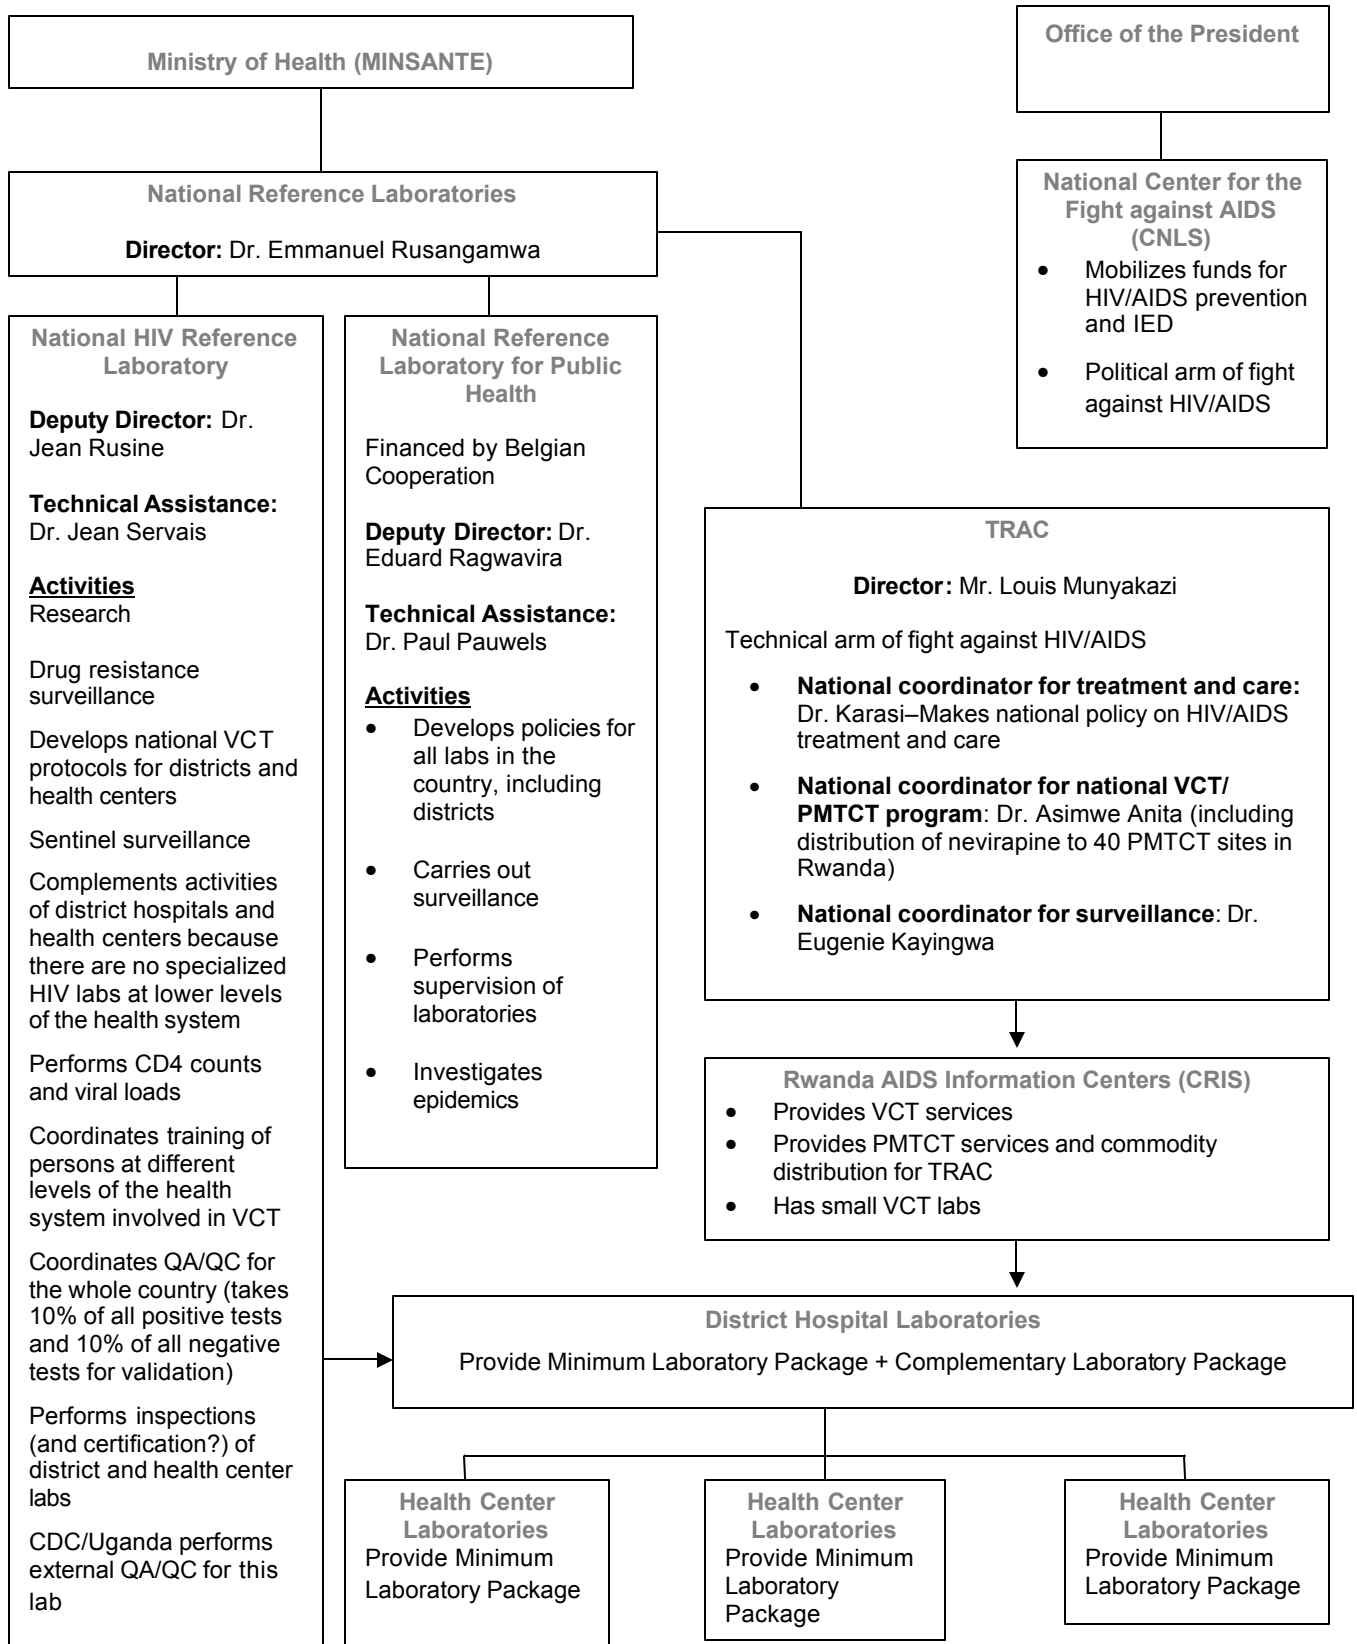 Ministry of Health (MINSANTE)
Office of the President
National Reference Laboratories
Director: Dr. Emmanuel Rusangamwa
National Center for the
Fight against AIDS
(CNLS)
• Mobilizes funds for
HIV/AIDS prevention
and IED
• Political arm of fight
against HIV/AIDS
National HIV Reference
Laboratory
Deputy Director: Dr.
Jean Rusine
Technical Assistance:
Dr. Jean Servais
Activities
Research
Drug resistance
surveillance
Develops national VCT
protocols for districts and
health centers
Sentinel surveillance
Complements activities
of district hospitals and
health centers because
there are no specialized
HIV labs at lower levels
of the health system
Performs CD4 counts
and viral loads
Coordinates training of
persons at different
levels of the health
system involved in VCT
Coordinates QA/QC for
the whole country (takes
10% of all positive tests
and 10% of all negative
tests for validation)
Performs inspections
(and certification?) of
district and health center
labs
CDC/Uganda performs
external QA/QC for this
lab
National Reference
Laboratory for Public
Health
Financed by Belgian
Cooperation
Deputy Director: Dr.
Eduard Ragwavira
Technical Assistance:
Dr. Paul Pauwels
Activities
• Develops policies for
all labs in the
country, including
districts
• Carries out
surveillance
• Performs
supervision of
laboratories
• Investigates
epidemics
TRAC
Director: Mr. Louis Munyakazi
Technical arm of fight against HIV/AIDS
• National coordinator for treatment and care:
Dr. Karasi–Makes national policy on HIV/AIDS
treatment and care
• National coordinator for national VCT/
PMTCT program: Dr. Asimwe Anita (including
distribution of nevirapine to 40 PMTCT sites in
Rwanda)
• National coordinator for surveillance: Dr.
Eugenie Kayingwa
Rwanda AIDS Information Centers (CRIS)
• Provides VCT services
• Provides PMTCT services and commodity
distribution for TRAC
• Has small VCT labs
District Hospital Laboratories
Provide Minimum Laboratory Package + Complementary Laboratory Package
Health Center
Laboratories
Provide Minimum
Laboratory Package
Health Center
Laboratories
Provide Minimum
Laboratory
Package
Health Center
Laboratories
Provide Minimum
Laboratory Package